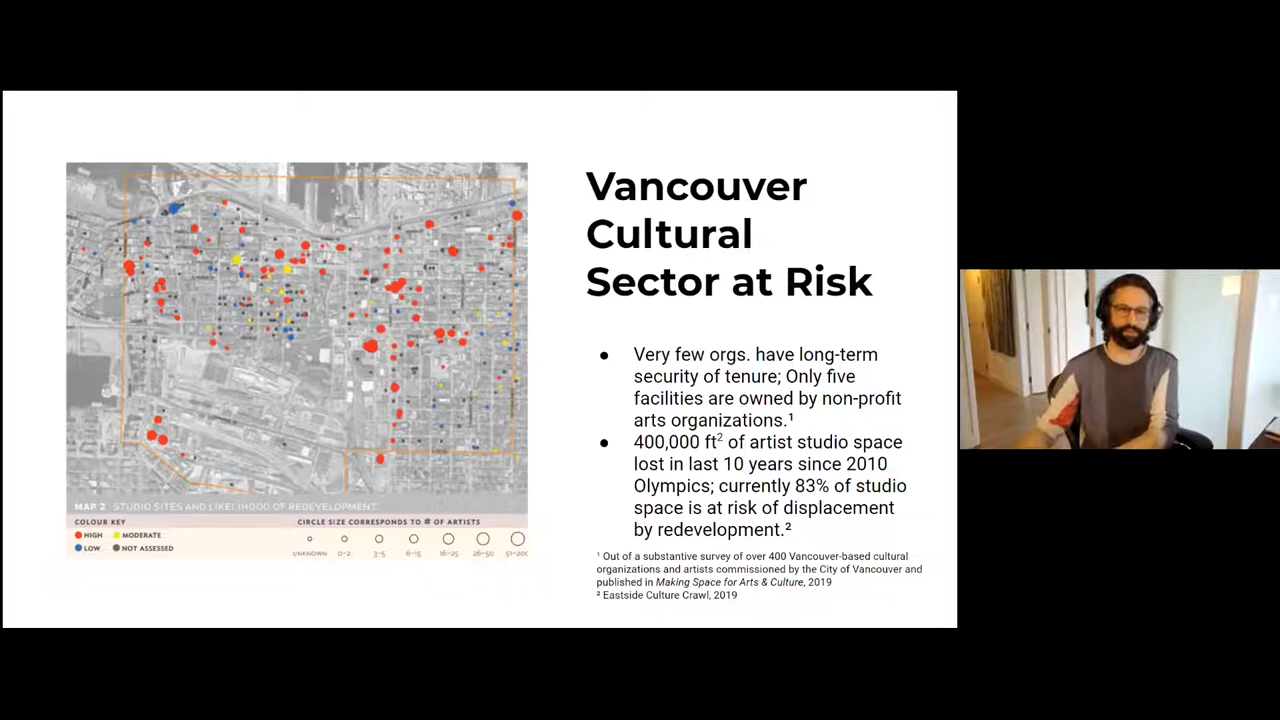 Vancouver
Cultural
Sector at Risk
● Very few orgs. have long-term
security of tenure; Only five
facilities are owned by non-profit
arts organizations.¹
● 400,000 ft² of artist studio space
lost in last 10 years since 2010
Olympics; currently 83% of studio
space is at risk of displacement
by redevelopment.²
¹ Out of a substantive survey of over 400 Vancouver-based cultural
organizations and artists commissioned by the City of Vancouver and
published in Making Space for Arts & Culture, 2019
² Eastside Culture Crawl, 2019
MAP 2 STUDIO SITES AND LIKELIHOOD OF REDEVELOPMENT
COLOUR KEY
HIGH MODERATE
LOW NOT ASSESSED
CIRCLE SIZE CORRESPONDS TO # OF ARTISTS
UNKNOWN 0–2 3–5 6–15 16–25 26–50 51–200